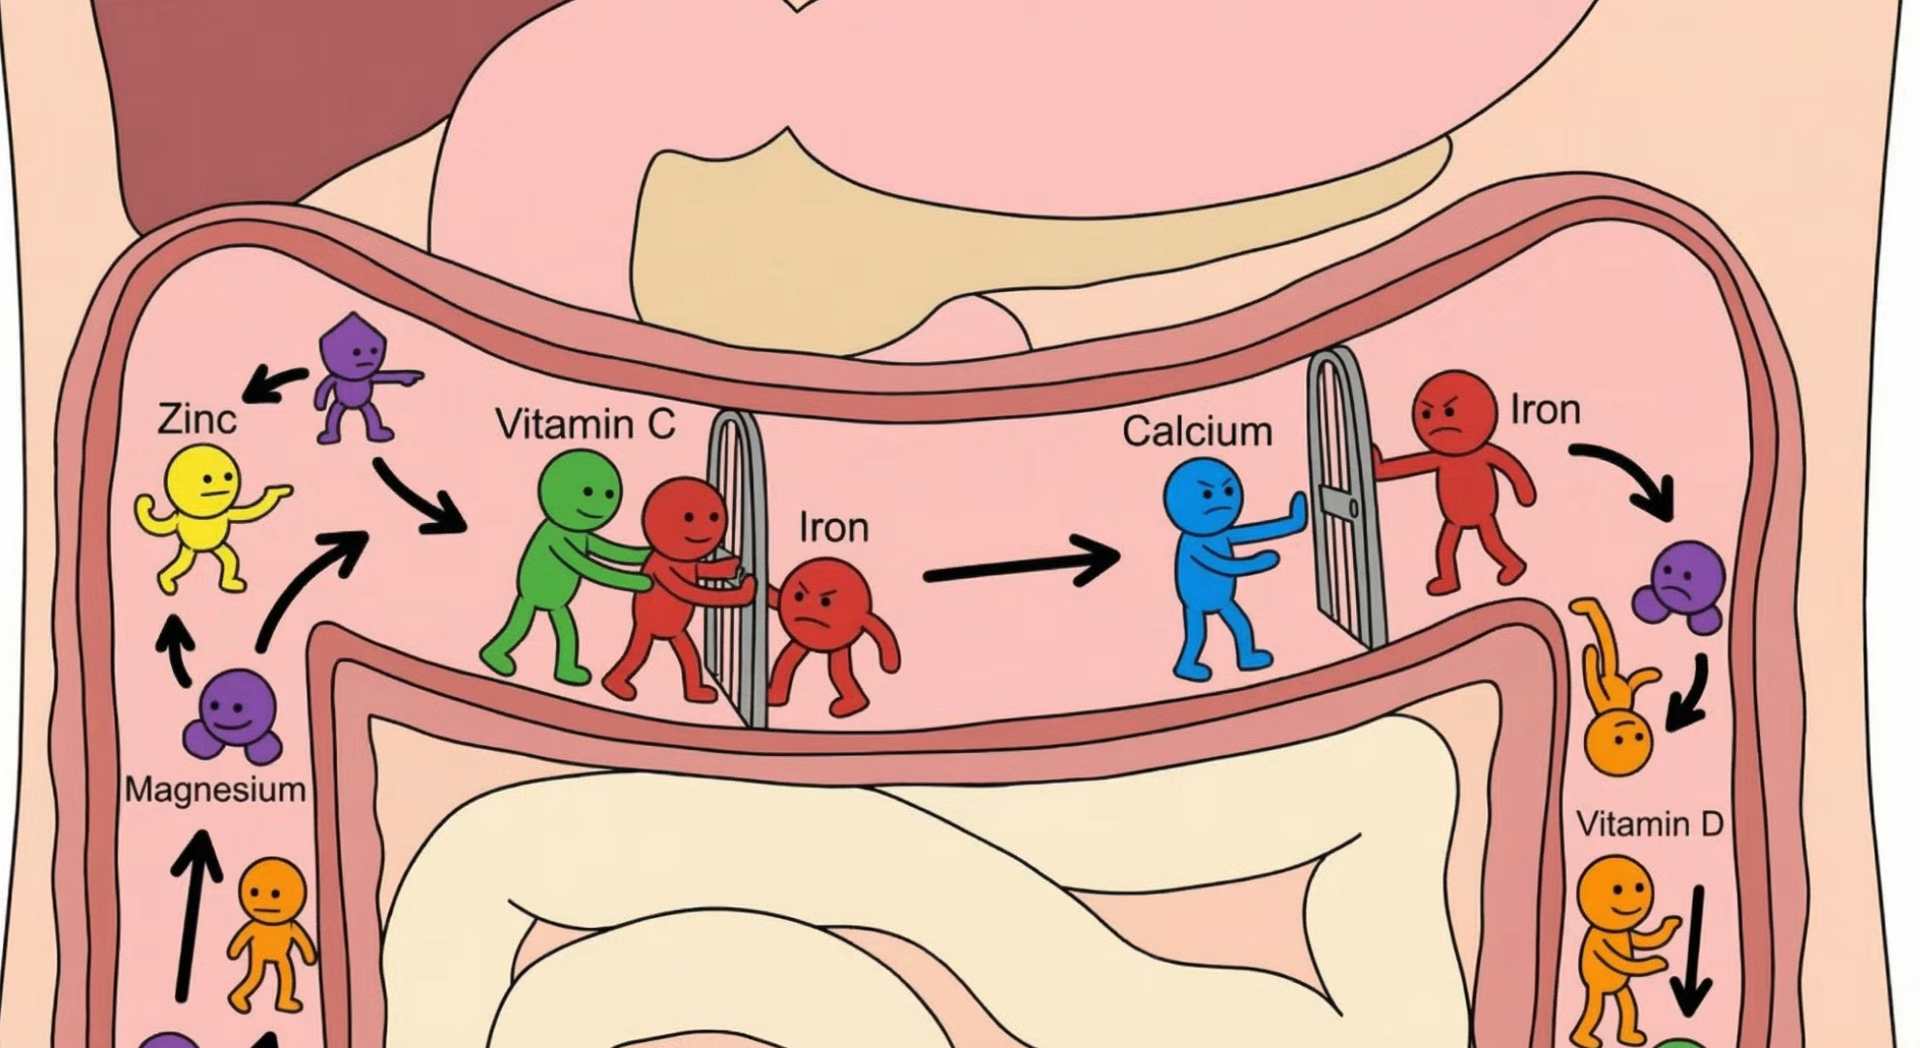 Zinc
Vitamin C
Iron
Calcium
Iron
Magnesium
Vitamin D